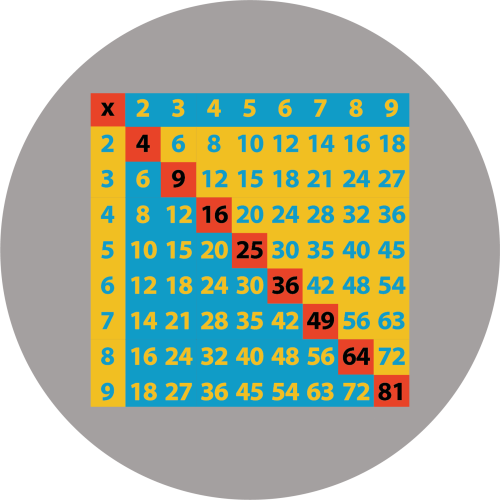 x 2 3 4 5 6 7 8 9
2 4 6 8 10 12 14 16 18
3 6 9 12 15 18 21 24 27
4 8 12 16 20 24 28 32 36
5 10 15 20 25 30 35 40 45
6 12 18 24 30 36 42 48 54
7 14 21 28 35 42 49 56 63
8 16 24 32 40 48 56 64 72
9 18 27 36 45 54 63 72 81